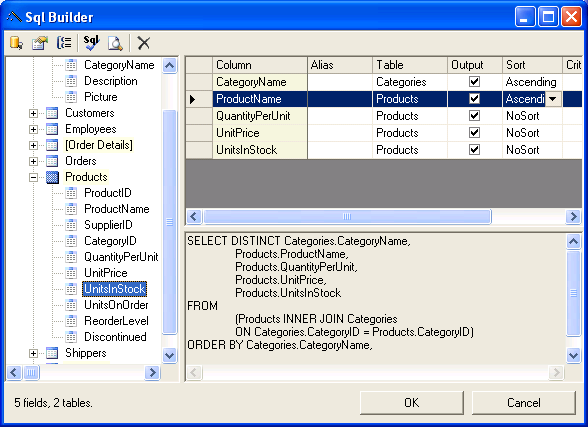 Sql Builder
Sql
CategoryName
Description
Picture
Customers
Employees
[Order Details]
Orders
Products
ProductID
ProductName
SupplierID
CategoryID
QuantityPerUnit
UnitPrice
UnitsInStock
UnitsOnOrder
ReorderLevel
Discontinued
Shippers
Column Alias Table Output Sort Crit
CategoryName Categories Ascending
ProductName Products Ascendi
QuantityPerUnit Products NoSort
UnitPrice Products NoSort
UnitsInStock Products NoSort
SELECT DISTINCT Categories.CategoryName,
Products.ProductName,
Products.QuantityPerUnit,
Products.UnitPrice,
Products.UnitsInStock
FROM
(Products INNER JOIN Categories
ON Categories.CategoryID = Products.CategoryID)
ORDER BY Categories.CategoryName,
5 fields, 2 tables.
OK
Cancel